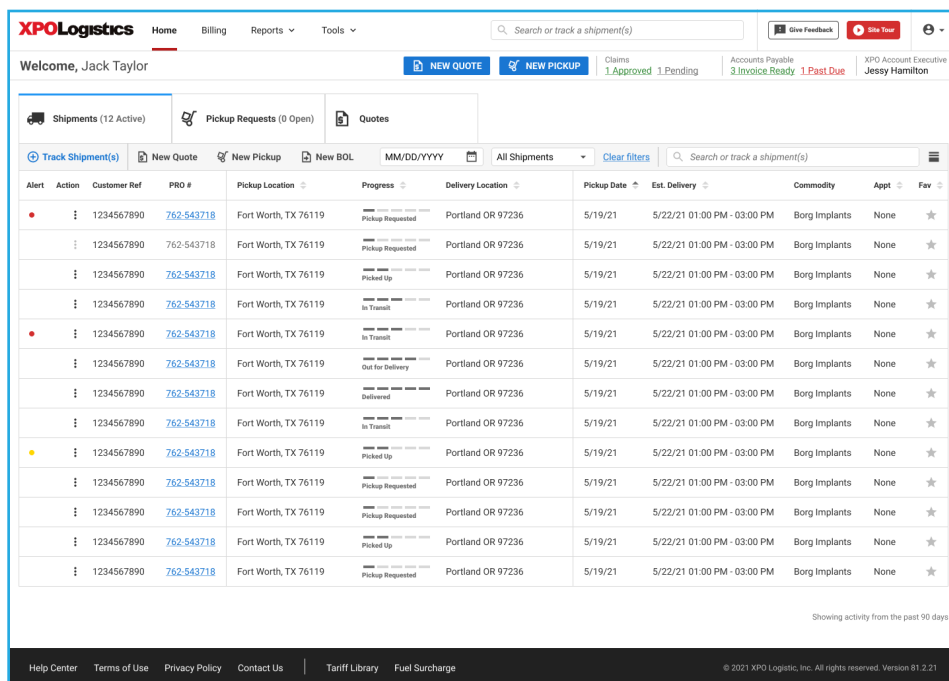 XPOLogistics Home Billing Reports Tools Search or track a shipment(s) Give Feedback Site Tour
Welcome, Jack Taylor NEW QUOTE NEW PICKUP Claims 1 Approved 1 Pending Accounts Payable 3 Invoice Ready 1 Past Due XPO Account Executive Jessy Hamilton
Shipments (12 Active) Pickup Requests (0 Open) Quotes
Track Shipment(s) New Quote New Pickup New BOL MM/DD/YYYY All Shipments Clear filters Search or track a shipment(s)
Alert Action Customer Ref PRO # Pickup Location Progress Delivery Location Pickup Date Est. Delivery Commodity Appt Fav
1234567890 762-543718 Fort Worth, TX 76119 Pickup Requested Portland OR 97236 5/19/21 5/22/21 01:00 PM - 03:00 PM Borg Implants None
1234567890 762-543718 Fort Worth, TX 76119 Pickup Requested Portland OR 97236 5/19/21 5/22/21 01:00 PM - 03:00 PM Borg Implants None
1234567890 762-543718 Fort Worth, TX 76119 Picked Up Portland OR 97236 5/19/21 5/22/21 01:00 PM - 03:00 PM Borg Implants None
1234567890 762-543718 Fort Worth, TX 76119 In Transit Portland OR 97236 5/19/21 5/22/21 01:00 PM - 03:00 PM Borg Implants None
1234567890 762-543718 Fort Worth, TX 76119 In Transit Portland OR 97236 5/19/21 5/22/21 01:00 PM - 03:00 PM Borg Implants None
1234567890 762-543718 Fort Worth, TX 76119 Out for Delivery Portland OR 97236 5/19/21 5/22/21 01:00 PM - 03:00 PM Borg Implants None
1234567890 762-543718 Fort Worth, TX 76119 Delivered Portland OR 97236 5/19/21 5/22/21 01:00 PM - 03:00 PM Borg Implants None
1234567890 762-543718 Fort Worth, TX 76119 In Transit Portland OR 97236 5/19/21 5/22/21 01:00 PM - 03:00 PM Borg Implants None
1234567890 762-543718 Fort Worth, TX 76119 Picked Up Portland OR 97236 5/19/21 5/22/21 01:00 PM - 03:00 PM Borg Implants None
1234567890 762-543718 Fort Worth, TX 76119 Pickup Requested Portland OR 97236 5/19/21 5/22/21 01:00 PM - 03:00 PM Borg Implants None
1234567890 762-543718 Fort Worth, TX 76119 Pickup Requested Portland OR 97236 5/19/21 5/22/21 01:00 PM - 03:00 PM Borg Implants None
1234567890 762-543718 Fort Worth, TX 76119 Picked Up Portland OR 97236 5/19/21 5/22/21 01:00 PM - 03:00 PM Borg Implants None
1234567890 762-543718 Fort Worth, TX 76119 Pickup Requested Portland OR 97236 5/19/21 5/22/21 01:00 PM - 03:00 PM Borg Implants None
Showing activity from the past 90 days
Help Center Terms of Use Privacy Policy Contact Us Tariff Library Fuel Surcharge © 2021 XPO Logistic, Inc. All rights reserved. Version 81.2.21